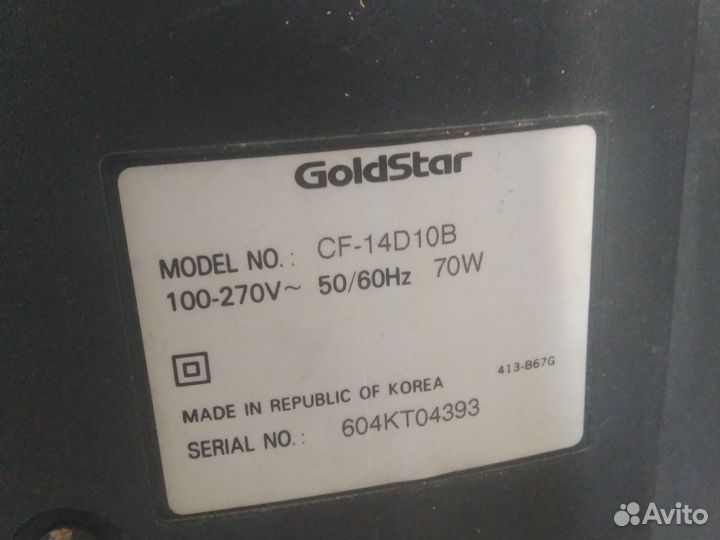 GoldStar
MODEL NO.: CF-14D10B
100-270V~ 50/60Hz 70W
413-B67G
MADE IN REPUBLIC OF KOREA
SERIAL NO.: 604KT04393
Avito